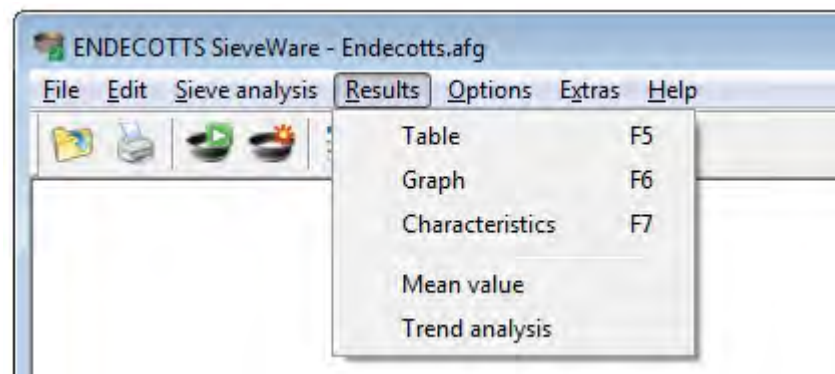 ENDECOTTS SieveWare - Endecotts.afg
File Edit Sieve analysis Results Options Extras Help
Table F5
Graph F6
Characteristics F7
Mean value
Trend analysis